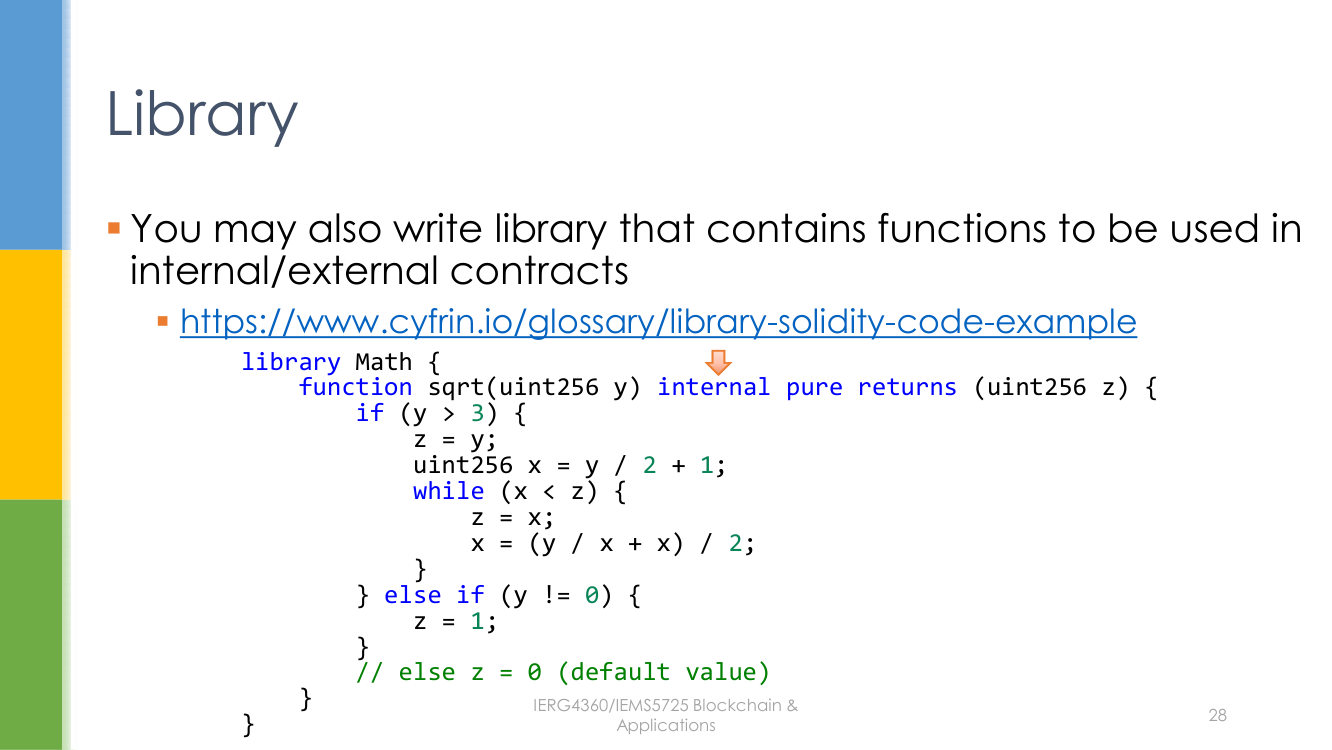 Library
You may also write library that contains functions to be used in
internal/external contracts
https://www.cyfrin.io/glossary/library-solidity-code-example
library Math {
    function sqrt(uint256 y) internal pure returns (uint256 z) {
        if (y > 3) {
            z = y;
            uint256 x = y / 2 + 1;
            while (x < z) {
                z = x;
                x = (y / x + x) / 2;
            }
        } else if (y != 0) {
            z = 1;
        }
        // else z = 0 (default value)
    }
}
IERG4360/IEMS5725 Blockchain &
Applications
28